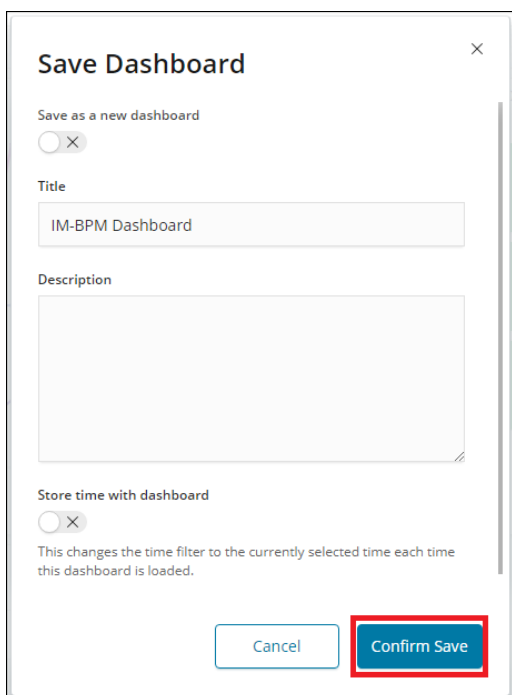 Save Dashboard
Save as a new dashboard
Title
IM-BPM Dashboard
Description
Store time with dashboard
This changes the time filter to the currently selected time each time
this dashboard is loaded.
Cancel
Confirm Save